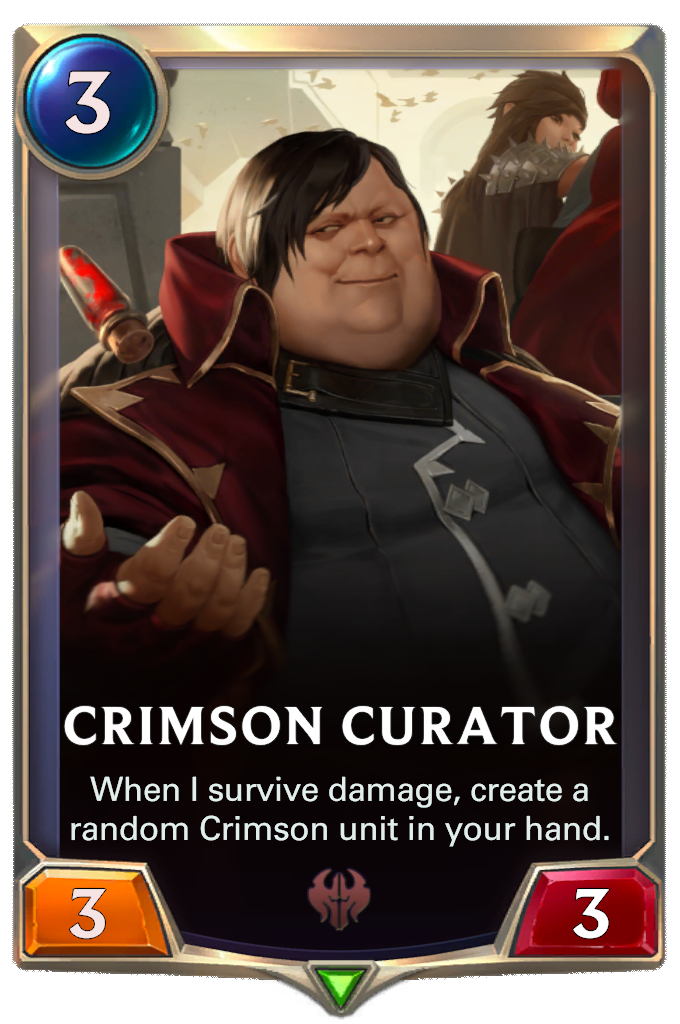 3
CRIMSON CURATOR
When I survive damage, create a
random Crimson unit in your hand.
3
3